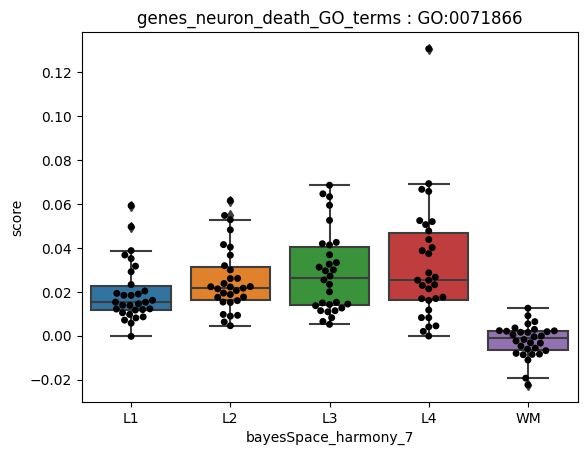 genes_neuron_death_GO_terms : GO:0071866
0.12
0.10
0.08
0.06
0.04
0.02
0.00
−0.02
score
L1 L2 L3 L4 WM
bayesSpace_harmony_7